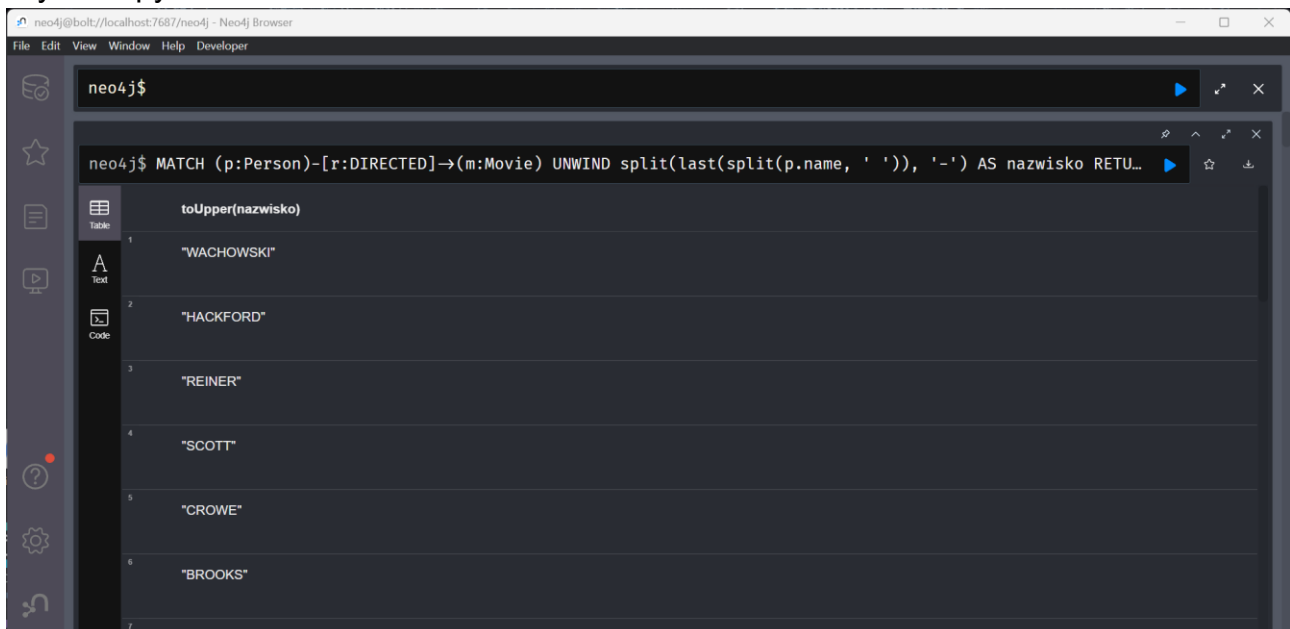 neo4j@bolt://localhost:7687/neo4j - Neo4j Browser
File Edit View Window Help Developer
neo4j$
neo4j$ MATCH (p:Person)-[r:DIRECTED]→(m:Movie) UNWIND split(last(split(p.name, ' ')), '-') AS nazwisko RETU…
Table
toUpper(nazwisko)
1
"WACHOWSKI"
Text
2
"HACKFORD"
Code
3
"REINER"
4
"SCOTT"
5
"CROWE"
6
"BROOKS"
7